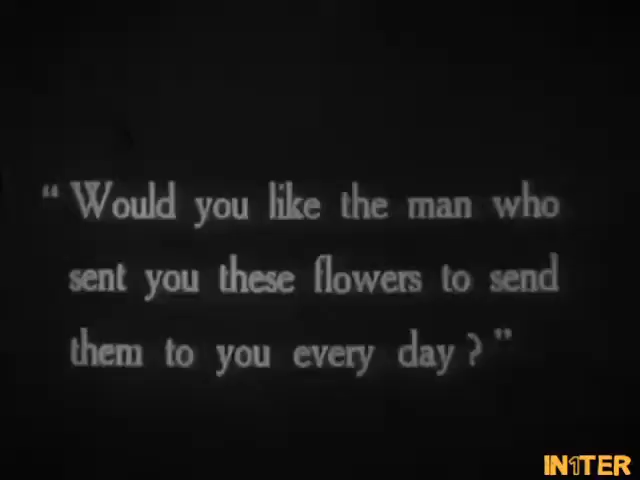 “ Would you like the man who
sent you these flowers to send
them to you every day ? ”
IN1TER